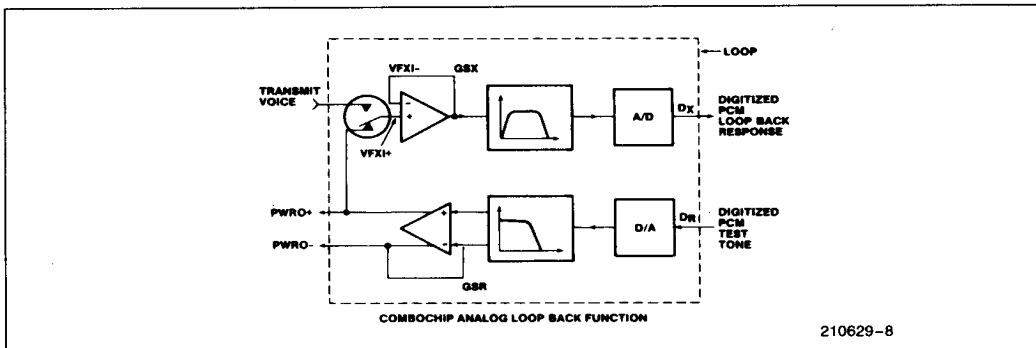 LOOP
VFXI-
GSX
TRANSMIT
VOICE
VFXI+
A/D
DX
DIGITIZED
PCM
LOOP BACK
RESPONSE
PWRO+
PWRO-
GSR
D/A
DR
DIGITIZED
PCM
TEST
TONE
COMBOCHIP ANALOG LOOP BACK FUNCTION
210629-8